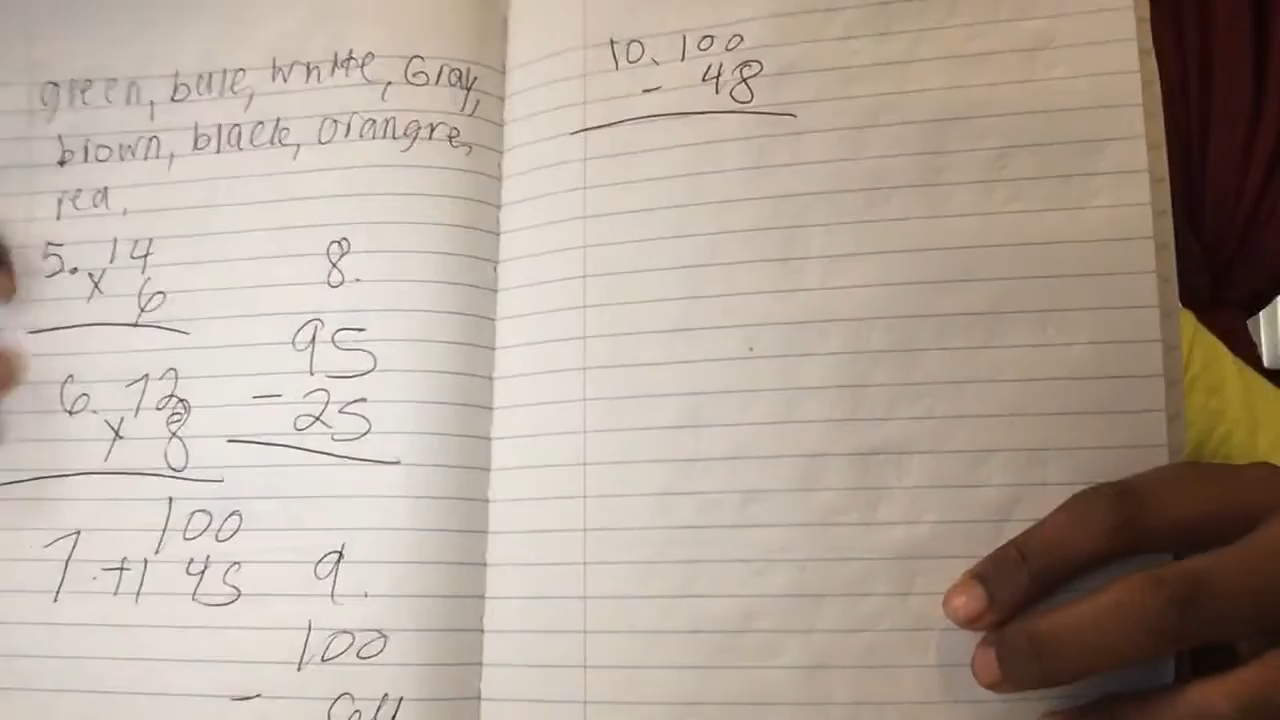 green, bule, White, Gray,
brown, black, orangre,
red,
5. 14
x 6
6. 12
x 8
100
7. +1 45
8.
95
- 25
9.
100
-
10. 100
- 48